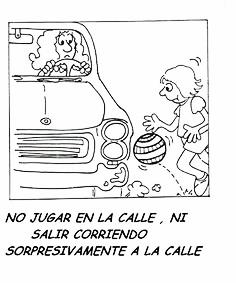 NO JUGAR EN LA CALLE , NI
SALIR CORRIENDO
SORPRESIVAMENTE A LA CALLE